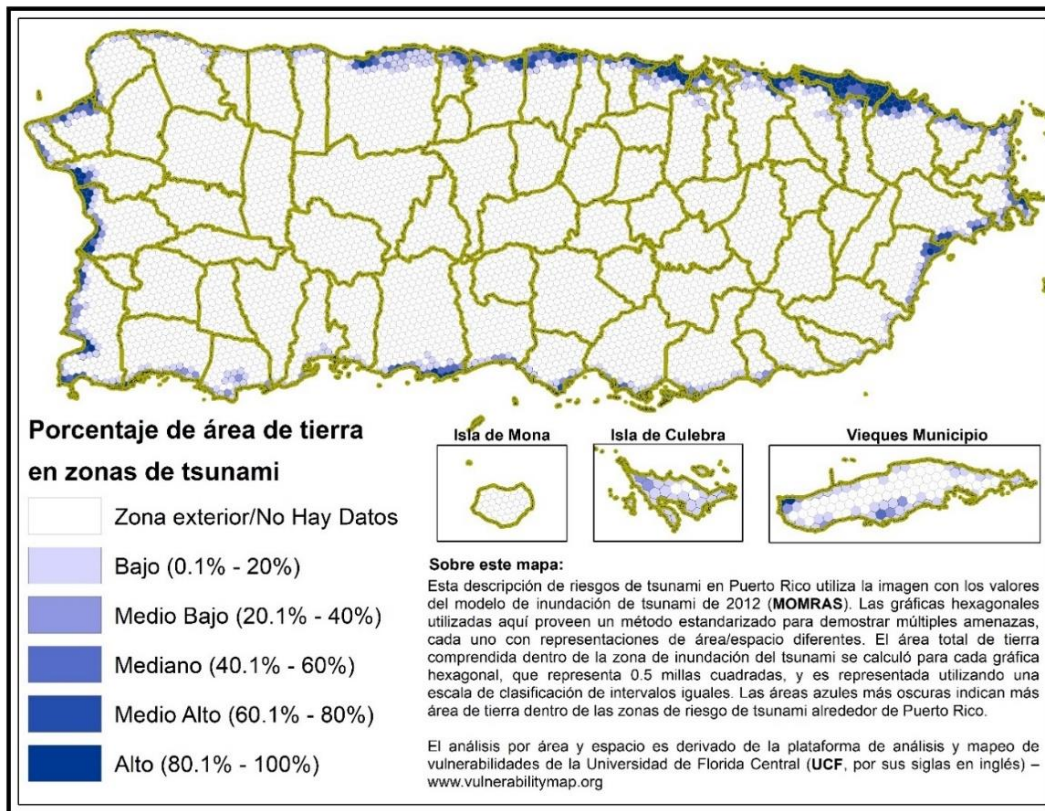 Porcentaje de área de tierra
en zonas de tsunami
Zona exterior/No Hay Datos
Bajo (0.1% - 20%)
Medio Bajo (20.1% - 40%)
Mediano (40.1% - 60%)
Medio Alto (60.1% - 80%)
Alto (80.1% - 100%)
Isla de Mona
Isla de Culebra
Vieques Municipio
Sobre este mapa:
Esta descripción de riesgos de tsunami en Puerto Rico utiliza la imagen con los valores
del modelo de inundación de tsunami de 2012 (MOMRAS). Las gráficas hexagonales
utilizadas aquí proveen un método estandarizado para demostrar múltiples amenazas,
cada uno con representaciones de área/espacio diferentes. El área total de tierra
comprendida dentro de la zona de inundación del tsunami se calculó para cada gráfica
hexagonal, que representa 0.5 millas cuadradas, y es representada utilizando una
escala de clasificación de intervalos iguales. Las áreas azules más oscuras indican más
área de tierra dentro de las zonas de riesgo de tsunami alrededor de Puerto Rico.
El análisis por área y espacio es derivado de la plataforma de análisis y mapeo de
vulnerabilidades de la Universidad de Florida Central (UCF, por sus siglas en inglés) –
www.vulnerabilitymap.org